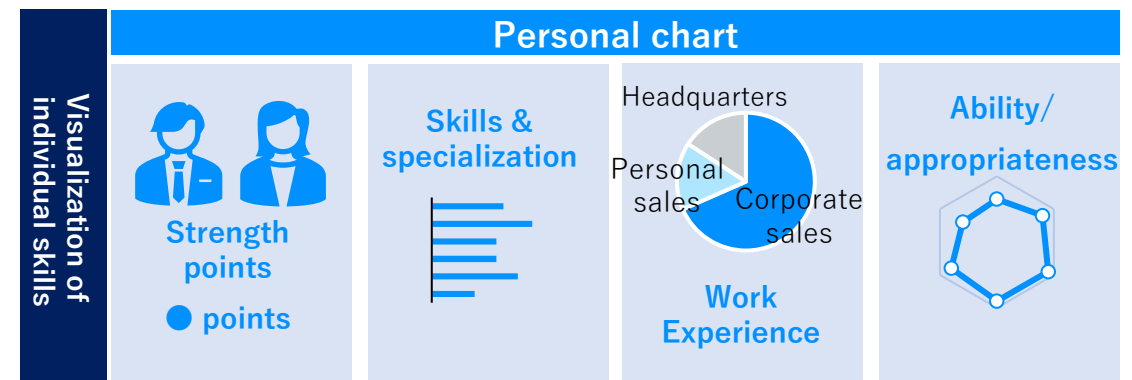 Personal chart
Visualization of
individual skills
Strength
points
● points
Skills &
specialization
Headquarters
Personal
sales
Corporate
sales
Work
Experience
Ability/
appropriateness